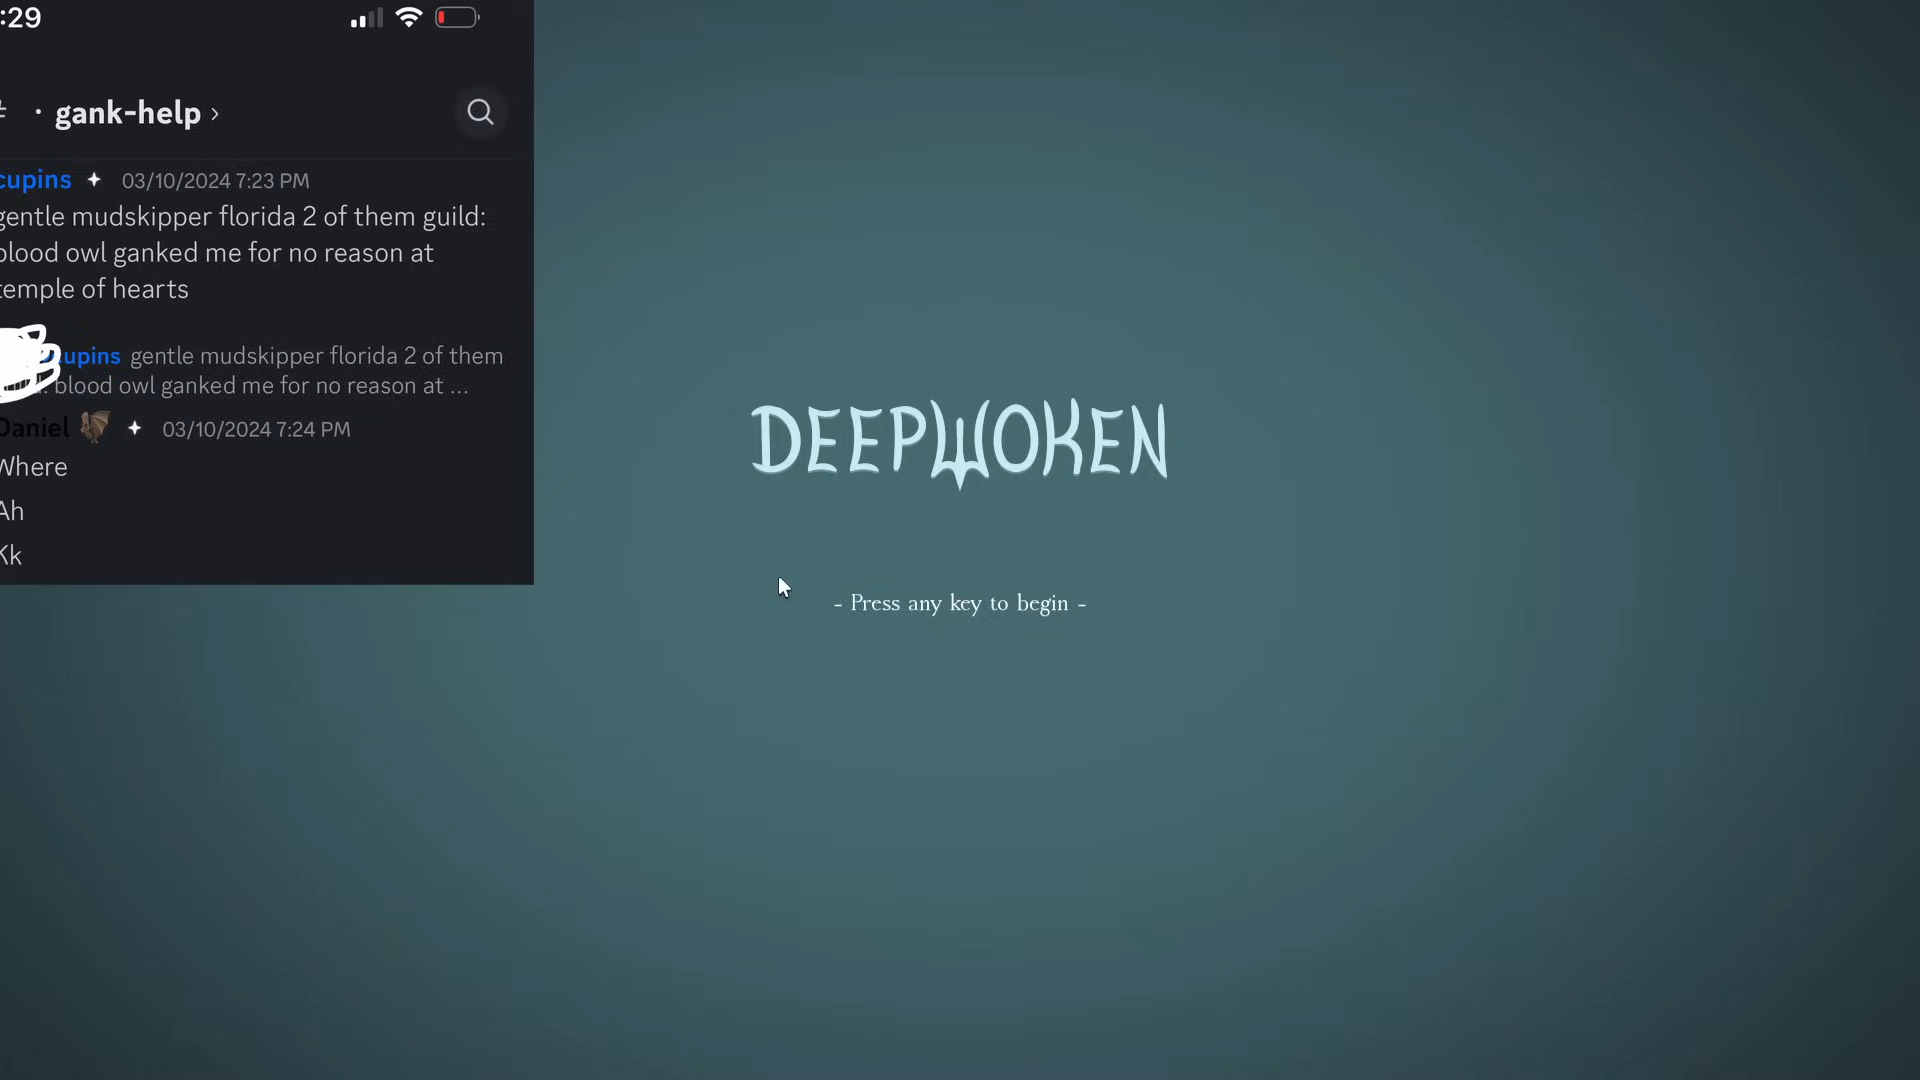 :29
gank-help ›
cupins 03/10/2024 7:23 PM
gentle mudskipper florida 2 of them guild:
blood owl ganked me for no reason at
temple of hearts
cupins gentle mudskipper florida 2 of them
blood owl ganked me for no reason at ...
Daniel 03/10/2024 7:24 PM
Where
Ah
Kk
DEEPWOKEN
- Press any key to begin -